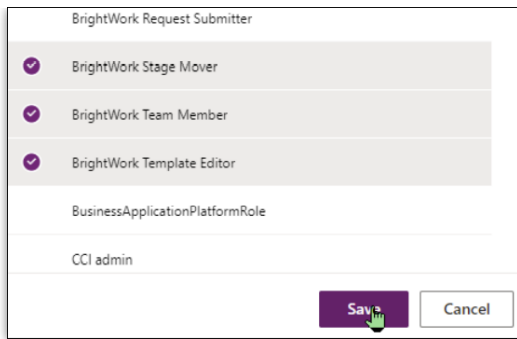 BrightWork Request Submitter
BrightWork Stage Mover
BrightWork Team Member
BrightWork Template Editor
BusinessApplicationPlatformRole
CCI admin
Save Cancel